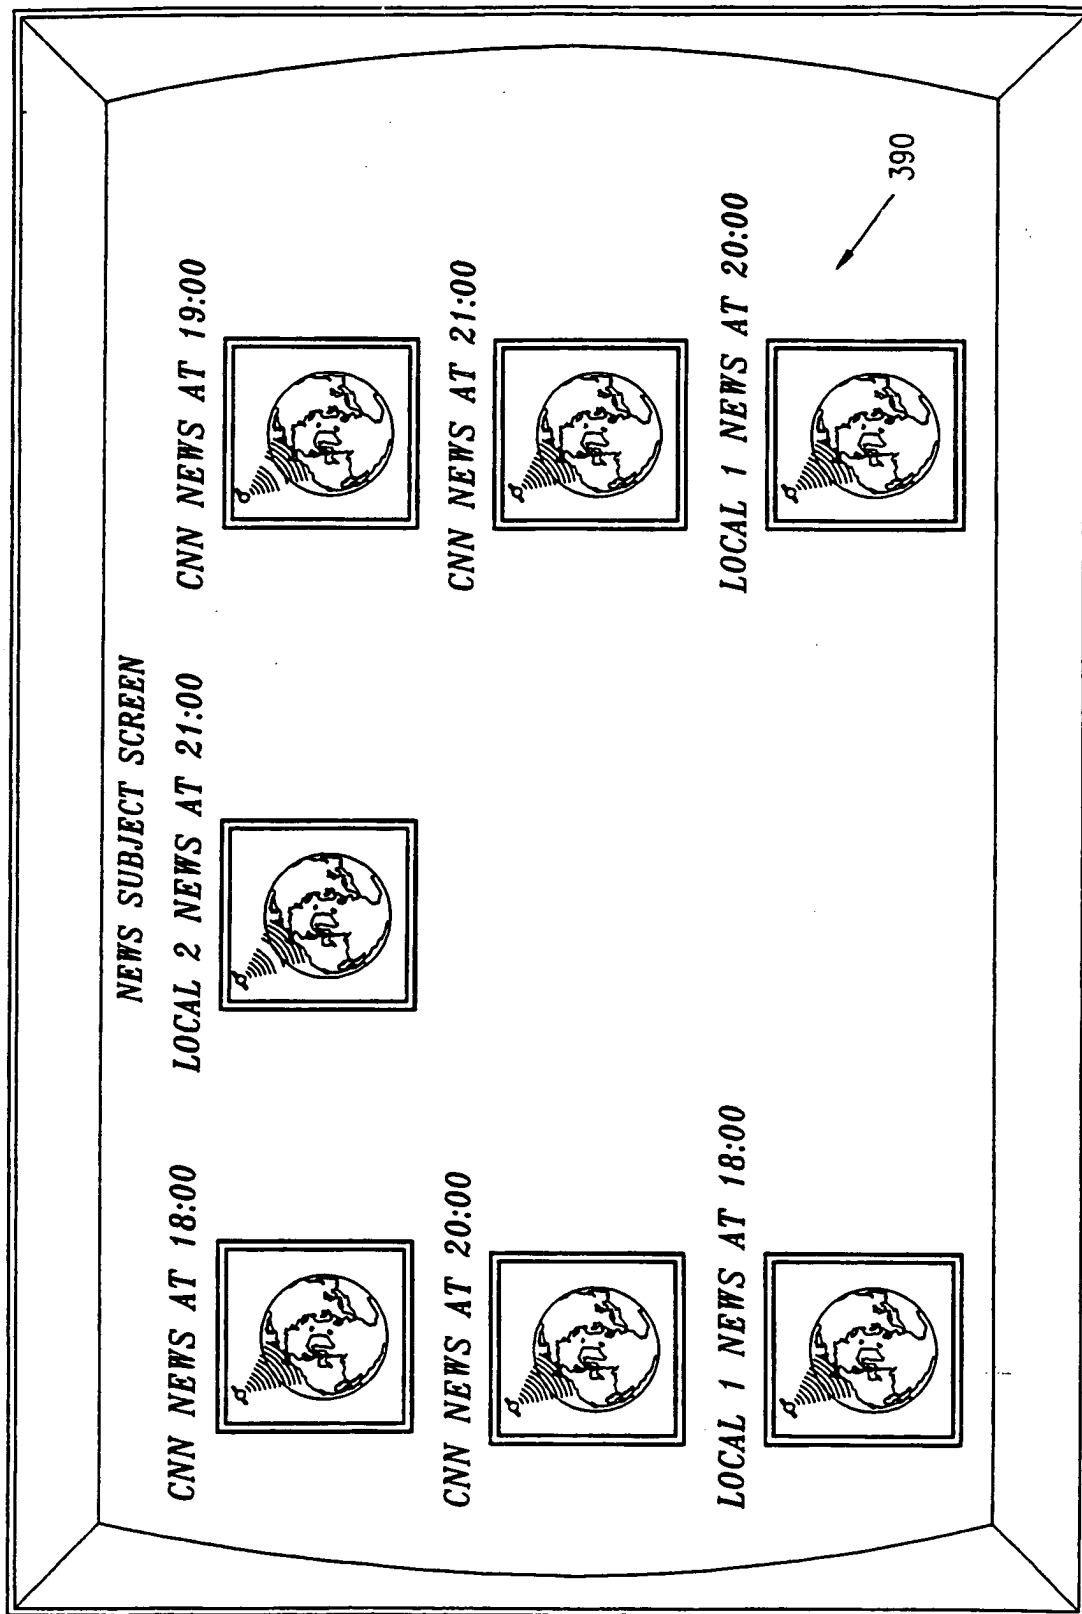 NEWS SUBJECT SCREEN
CNN NEWS AT 18:00
LOCAL 2 NEWS AT 21:00
CNN NEWS AT 19:00
CNN NEWS AT 20:00
CNN NEWS AT 21:00
LOCAL 1 NEWS AT 18:00
LOCAL 1 NEWS AT 20:00
390